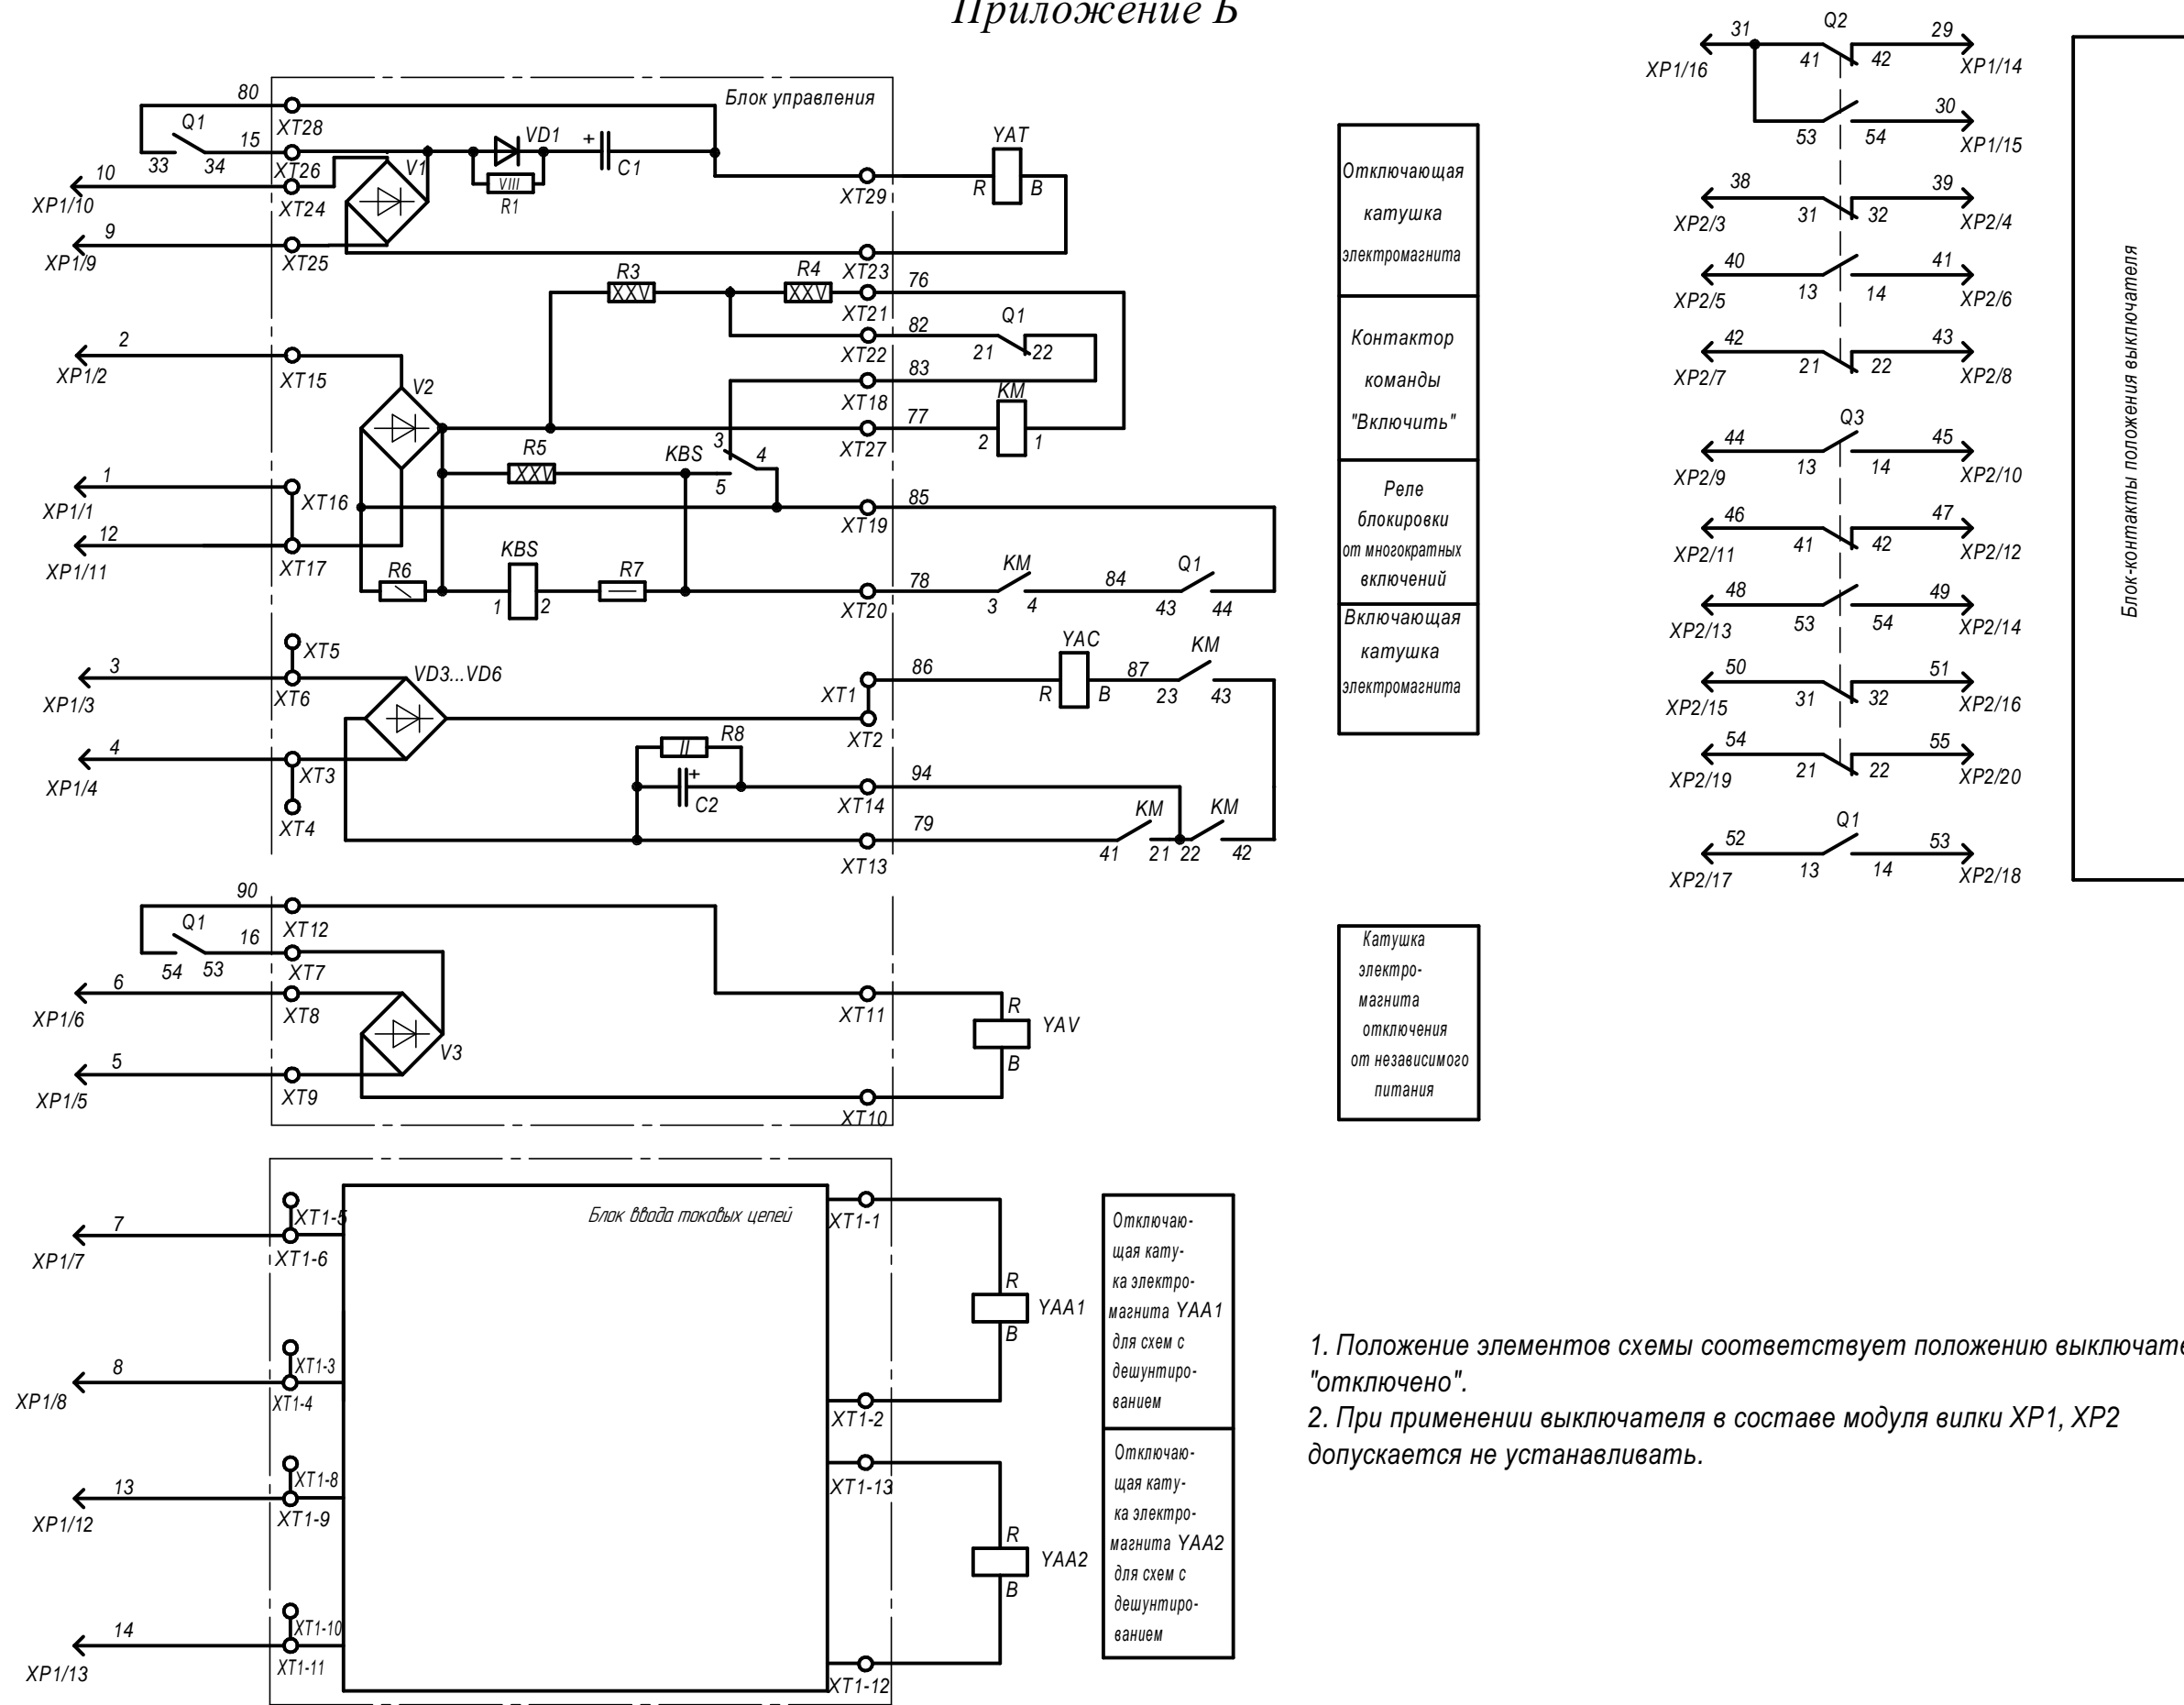 Приложение Б
Блок управления
80
XT28
Q1
15
33
34
XT26
VD1
+
C1
V1
VIII
R1
10
XP1/10
XT24
9
XP1/9
XT25
XT29
YAT
R
B
XT23
R3
XXV
R4
XXV
76
XT21
82
Q1
XT22
21
22
83
XT18
KM
77
XT27
2
1
2
XP1/2
XT15
V2
R5
XXV
KBS
3
4
5
1
XP1/1
XT16
85
XT19
12
XP1/11
XT17
R6
KBS
1
2
R7
78
XT20
KM
3
4
84
Q1
43
44
XT5
3
XP1/3
XT6
VD3...VD6
XT1
86
YAC
R
B
87
KM
23
43
XT2
4
XP1/4
XT3
XT4
R8
II
+
C2
94
XT14
79
XT13
KM
41
21
22
KM
42
90
XT12
Q1
16
54
53
XT7
6
XP1/6
XT8
V3
5
XP1/5
XT9
XT11
R
YAV
B
XT10
Блок ввода токовых цепей
7
XP1/7
XT1-5
XT1-6
8
XP1/8
XT1-3
XT1-4
13
XP1/12
XT1-8
XT1-9
14
XP1/13
XT1-10
XT1-11
XT1-1
R
YAA1
B
XT1-2
XT1-13
R
YAA2
B
XT1-12
Отключающая
катушка
электромагнита
Контактор
команды
"Включить"
Реле
блокировки
от многократных
включений
Включающая
катушка
электромагнита
Катушка
электро-
магнита
отключения
от независимого
питания
Отключаю-
щая кату-
ка электро-
магнита YAA1
для схем с
дешунтиро-
ванием
Отключаю-
щая кату-
ка электро-
магнита YAA2
для схем с
дешунтиро-
ванием
31
Q2
29
XP1/16
41
42
XP1/14
30
53
54
XP1/15
38
39
XP2/3
31
32
XP2/4
40
41
XP2/5
13
14
XP2/6
42
43
XP2/7
21
22
XP2/8
Q3
44
45
XP2/9
13
14
XP2/10
46
47
XP2/11
41
42
XP2/12
48
49
XP2/13
53
54
XP2/14
50
51
XP2/15
31
32
XP2/16
54
55
XP2/19
21
22
XP2/20
Q1
52
53
XP2/17
13
14
XP2/18
Блок-контакты положения выключателя
1. Положение элементов схемы соответствует положению выключате
"отключено".
2. При применении выключателя в составе модуля вилки XP1, XP2
допускается не устанавливать.